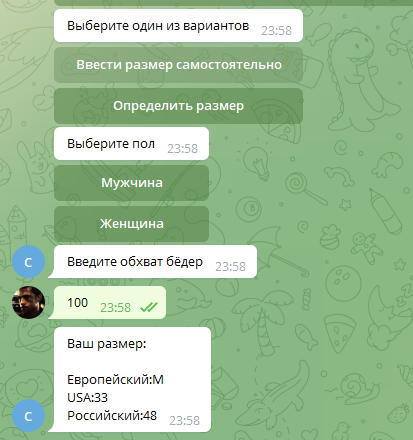 Выберите один из вариантов 23:58
Ввести размер самостоятельно
Определить размер
Выберите пол 23:58
Мужчина
Женщина
С
Введите обхват бёдер 23:58
100 23:58
Ваш размер:
Европейский:M
USA:33
Российский:48 23:58
С